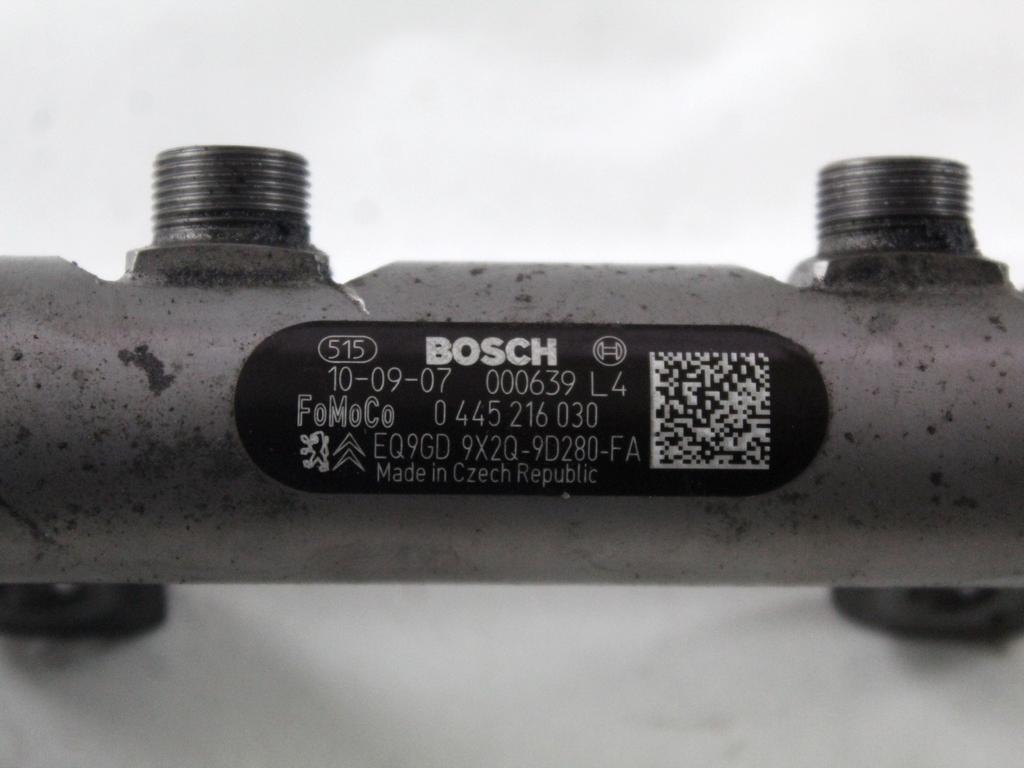 515 BOSCH
10-09-07 000639 L4
FoMoCo 0 445 216 030
EQ9GD 9X2Q-9D280-FA
Made in Czech Republic